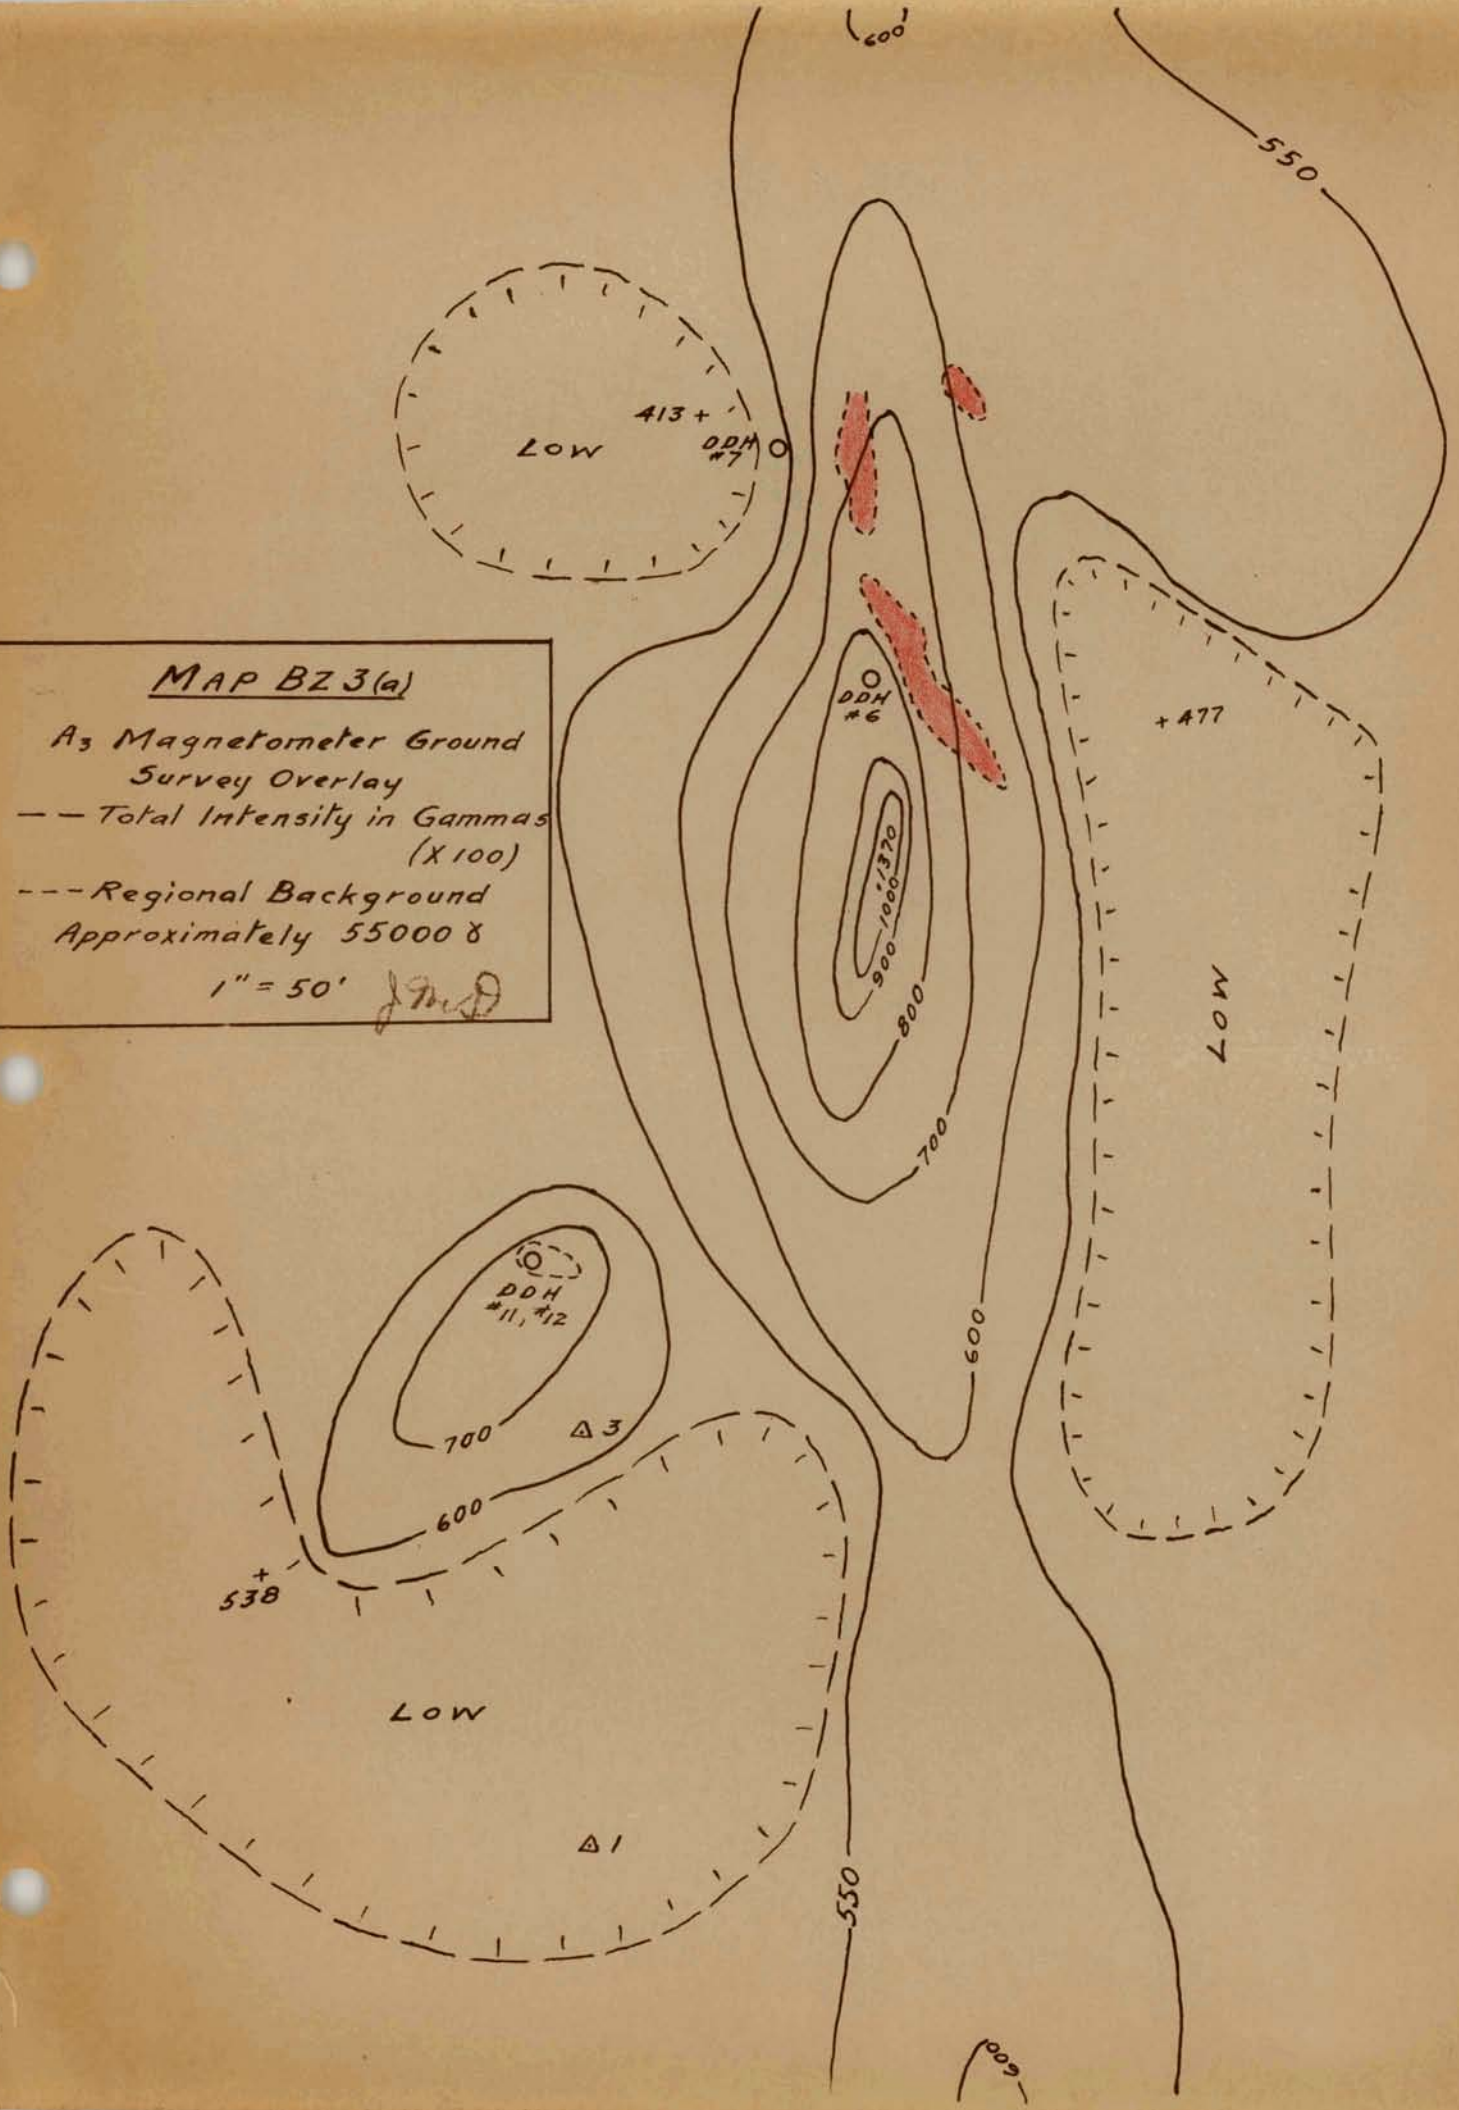 600
550
413 +
LOW
DDH
#7
MAP BZ 3(a)
A3 Magnetometer Ground
Survey Overlay
-- Total Intensity in Gammas
(X 100)
--- Regional Background
Approximately 55000 γ
1" = 50'
DDH
#6
+ 477
1370
1000
900
800
LOW
700
DDH
#11, #12
600
700
3
600
+
538
LOW
1
550
600